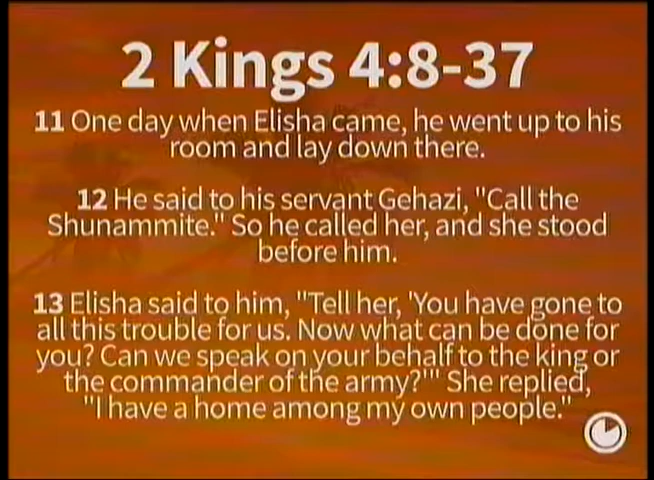 2 Kings 4:8-37
11 One day when Elisha came, he went up to his
room and lay down there.
12 He said to his servant Gehazi, "Call the
Shunammite." So he called her, and she stood
before him.
13 Elisha said to him, "Tell her, 'You have gone to
all this trouble for us. Now what can be done for
you? Can we speak on your behalf to the king or
the commander of the army?'" She replied,
"I have a home among my own people."